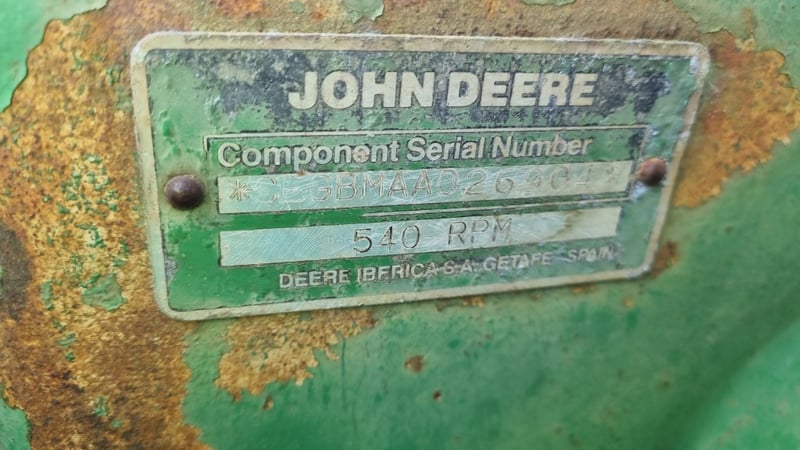 JOHN DEERE
Component Serial Number
540 RPM
DEERE IBERICA S.A. GETAFE SPAIN